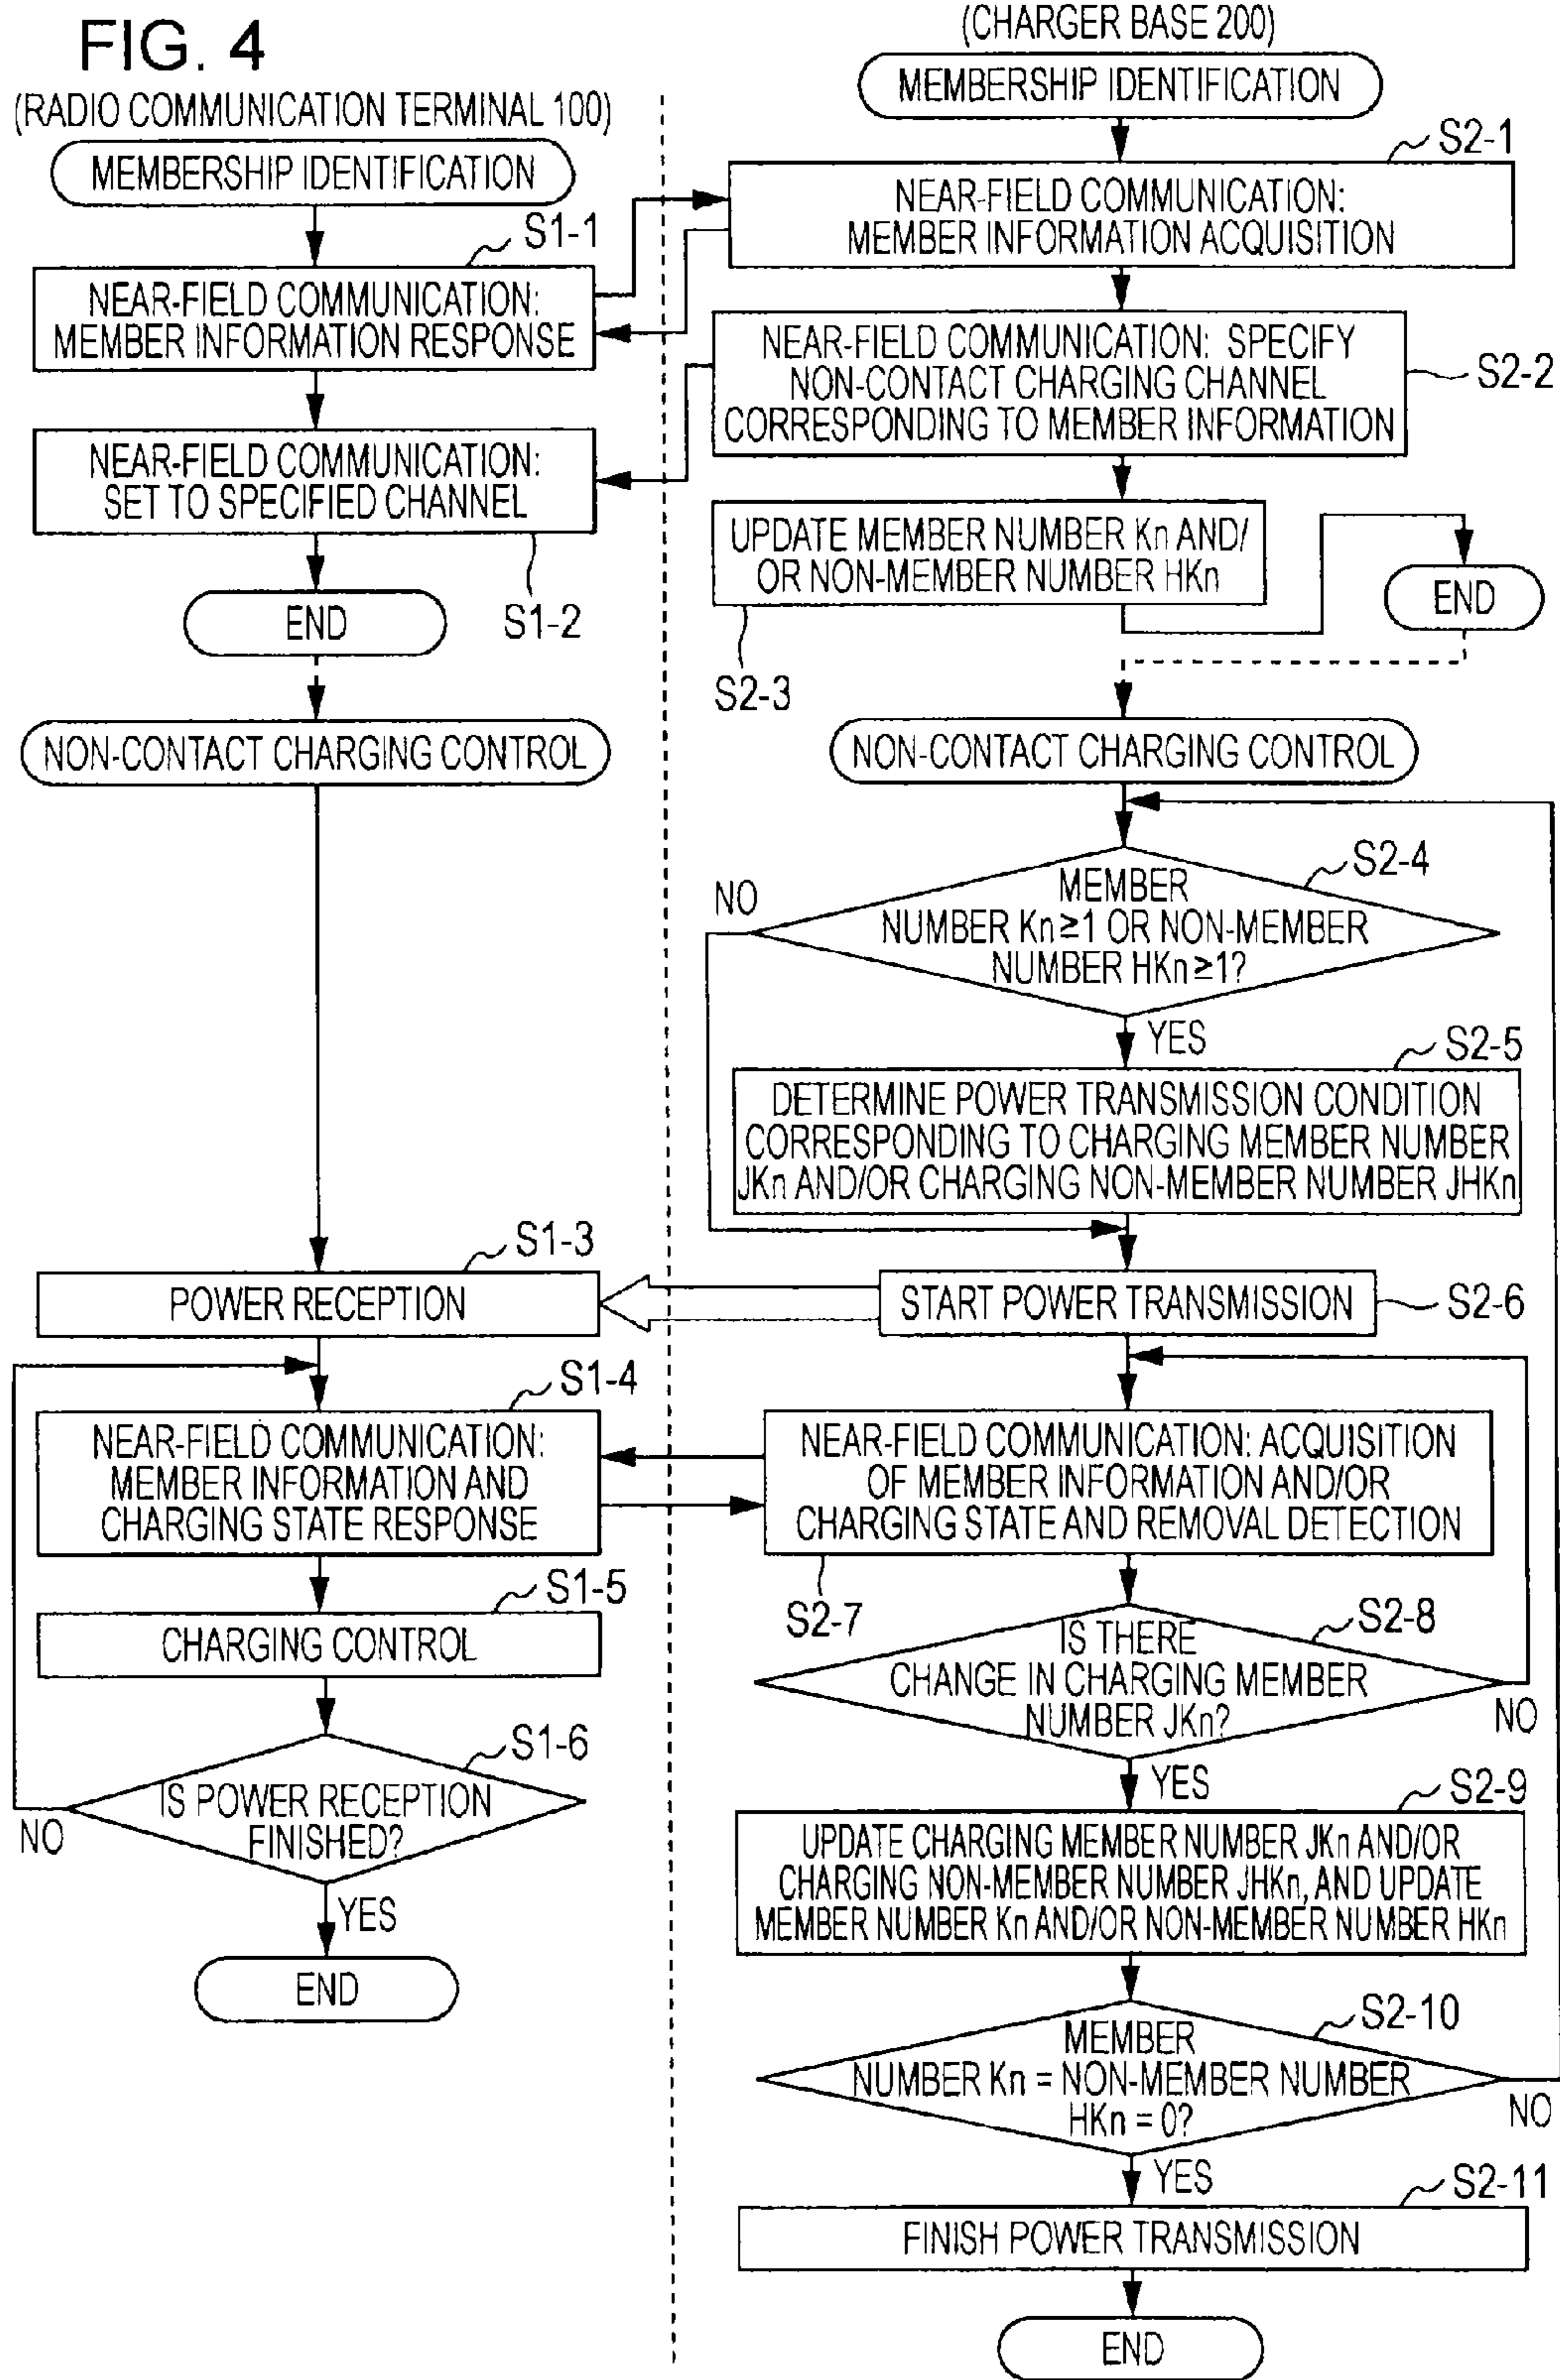 FIG. 4
(RADIO COMMUNICATION TERMINAL 100)
MEMBERSHIP IDENTIFICATION
S1-1
NEAR-FIELD COMMUNICATION:
MEMBER INFORMATION RESPONSE
NEAR-FIELD COMMUNICATION:
SET TO SPECIFIED CHANNEL
S1-2
END
NON-CONTACT CHARGING CONTROL
S1-3
POWER RECEPTION
S1-4
NEAR-FIELD COMMUNICATION:
MEMBER INFORMATION AND
CHARGING STATE RESPONSE
S1-5
CHARGING CONTROL
S1-6
IS POWER RECEPTION
FINISHED?
NO
YES
END
(CHARGER BASE 200)
MEMBERSHIP IDENTIFICATION
S2-1
NEAR-FIELD COMMUNICATION:
MEMBER INFORMATION ACQUISITION
NEAR-FIELD COMMUNICATION: SPECIFY
NON-CONTACT CHARGING CHANNEL
CORRESPONDING TO MEMBER INFORMATION
S2-2
UPDATE MEMBER NUMBER Kn AND/
OR NON-MEMBER NUMBER HKn
S2-3
END
NON-CONTACT CHARGING CONTROL
S2-4
MEMBER
NUMBER Kn ≥1 OR NON-MEMBER
NUMBER HKn ≥1?
NO
YES
S2-5
DETERMINE POWER TRANSMISSION CONDITION
CORRESPONDING TO CHARGING MEMBER NUMBER
JKn AND/OR CHARGING NON-MEMBER NUMBER JHKn
START POWER TRANSMISSION
S2-6
NEAR-FIELD COMMUNICATION: ACQUISITION
OF MEMBER INFORMATION AND/OR
CHARGING STATE AND REMOVAL DETECTION
S2-7
S2-8
IS THERE
CHANGE IN CHARGING MEMBER
NUMBER JKn?
NO
YES
S2-9
UPDATE CHARGING MEMBER NUMBER JKn AND/OR
CHARGING NON-MEMBER NUMBER JHKn, AND UPDATE
MEMBER NUMBER Kn AND/OR NON-MEMBER NUMBER HKn
S2-10
MEMBER
NUMBER Kn = NON-MEMBER NUMBER
HKn = 0?
NO
YES
S2-11
FINISH POWER TRANSMISSION
END